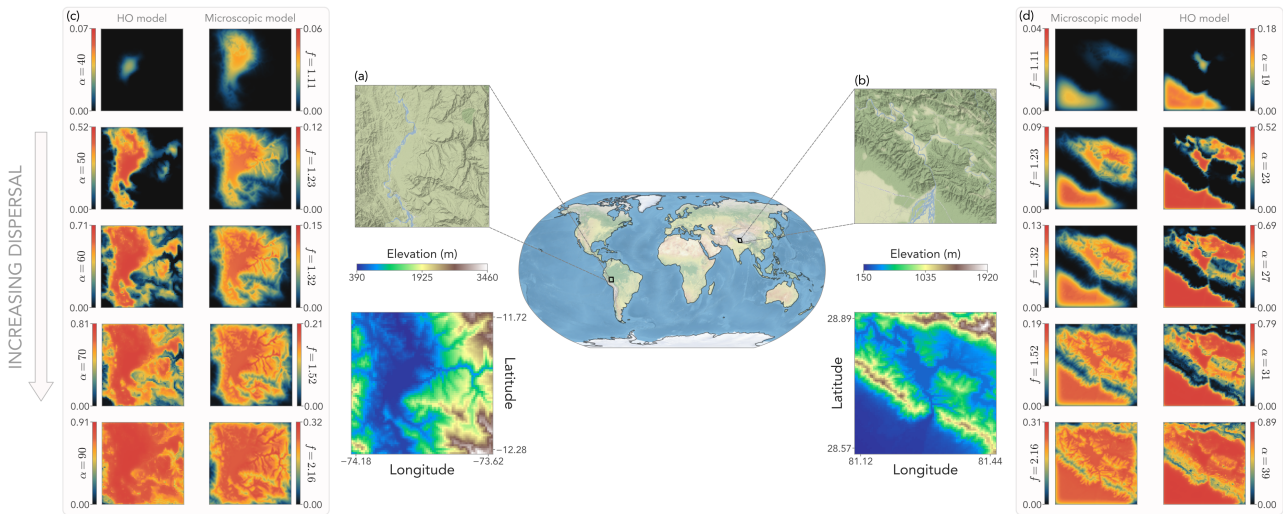 INCREASING DISPERSAL
(c)
HO model
Microscopic model
0.07
α = 40
0.00
0.06
f = 1.11
0.00
0.52
α = 50
0.00
0.12
f = 1.23
0.00
0.71
α = 60
0.00
0.15
f = 1.32
0.00
0.81
α = 70
0.00
0.21
f = 1.52
0.00
0.91
α = 90
0.00
0.32
f = 2.16
0.00
(a)
Elevation (m)
390
1925
3460
−11.72
Latitude
−12.28
−74.18
Longitude
−73.62
(b)
Elevation (m)
150
1035
1920
28.89
Latitude
28.57
81.12
Longitude
81.44
(d)
Microscopic model
HO model
0.04
f = 1.11
0.00
0.18
α = 19
0.00
0.09
f = 1.23
0.00
0.52
α = 23
0.00
0.13
f = 1.32
0.00
0.69
α = 27
0.00
0.19
f = 1.52
0.00
0.79
α = 31
0.00
0.31
f = 2.16
0.00
0.89
α = 39
0.00